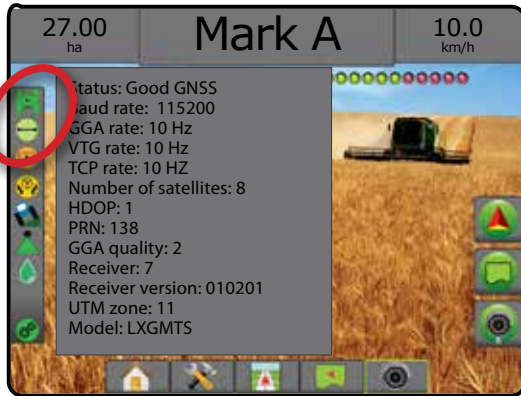 27.00
ha
Mark A
10.0
km/h
Status: Good GNSS
Baud rate: 115200
GGA rate: 10 Hz
VTG rate: 10 Hz
TCP rate: 10 HZ
Number of satellites: 8
HDOP: 1
PRN: 138
GGA quality: 2
Receiver: 7
Receiver version: 010201
UTM zone: 11
Model: LXGMTS